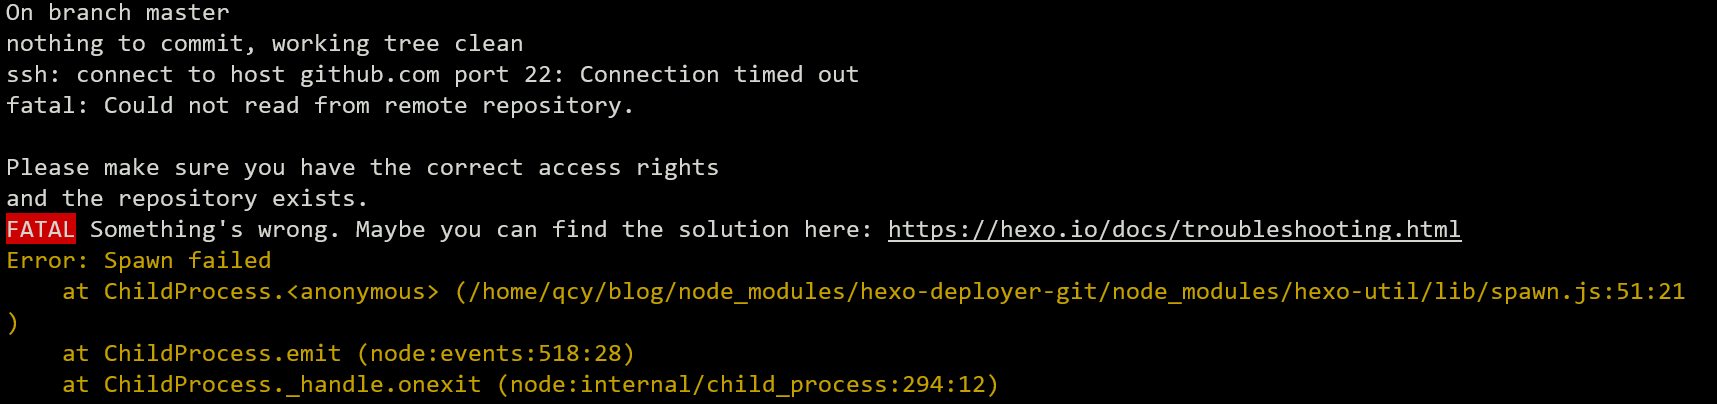 On branch master
nothing to commit, working tree clean
ssh: connect to host github.com port 22: Connection timed out
fatal: Could not read from remote repository.
Please make sure you have the correct access rights
and the repository exists.
FATAL Something's wrong. Maybe you can find the solution here: https://hexo.io/docs/troubleshooting.html
Error: Spawn failed
    at ChildProcess.<anonymous> (/home/qcy/blog/node_modules/hexo-deployer-git/node_modules/hexo-util/lib/spawn.js:51:21
)
    at ChildProcess.emit (node:events:518:28)
    at ChildProcess._handle.onexit (node:internal/child_process:294:12)